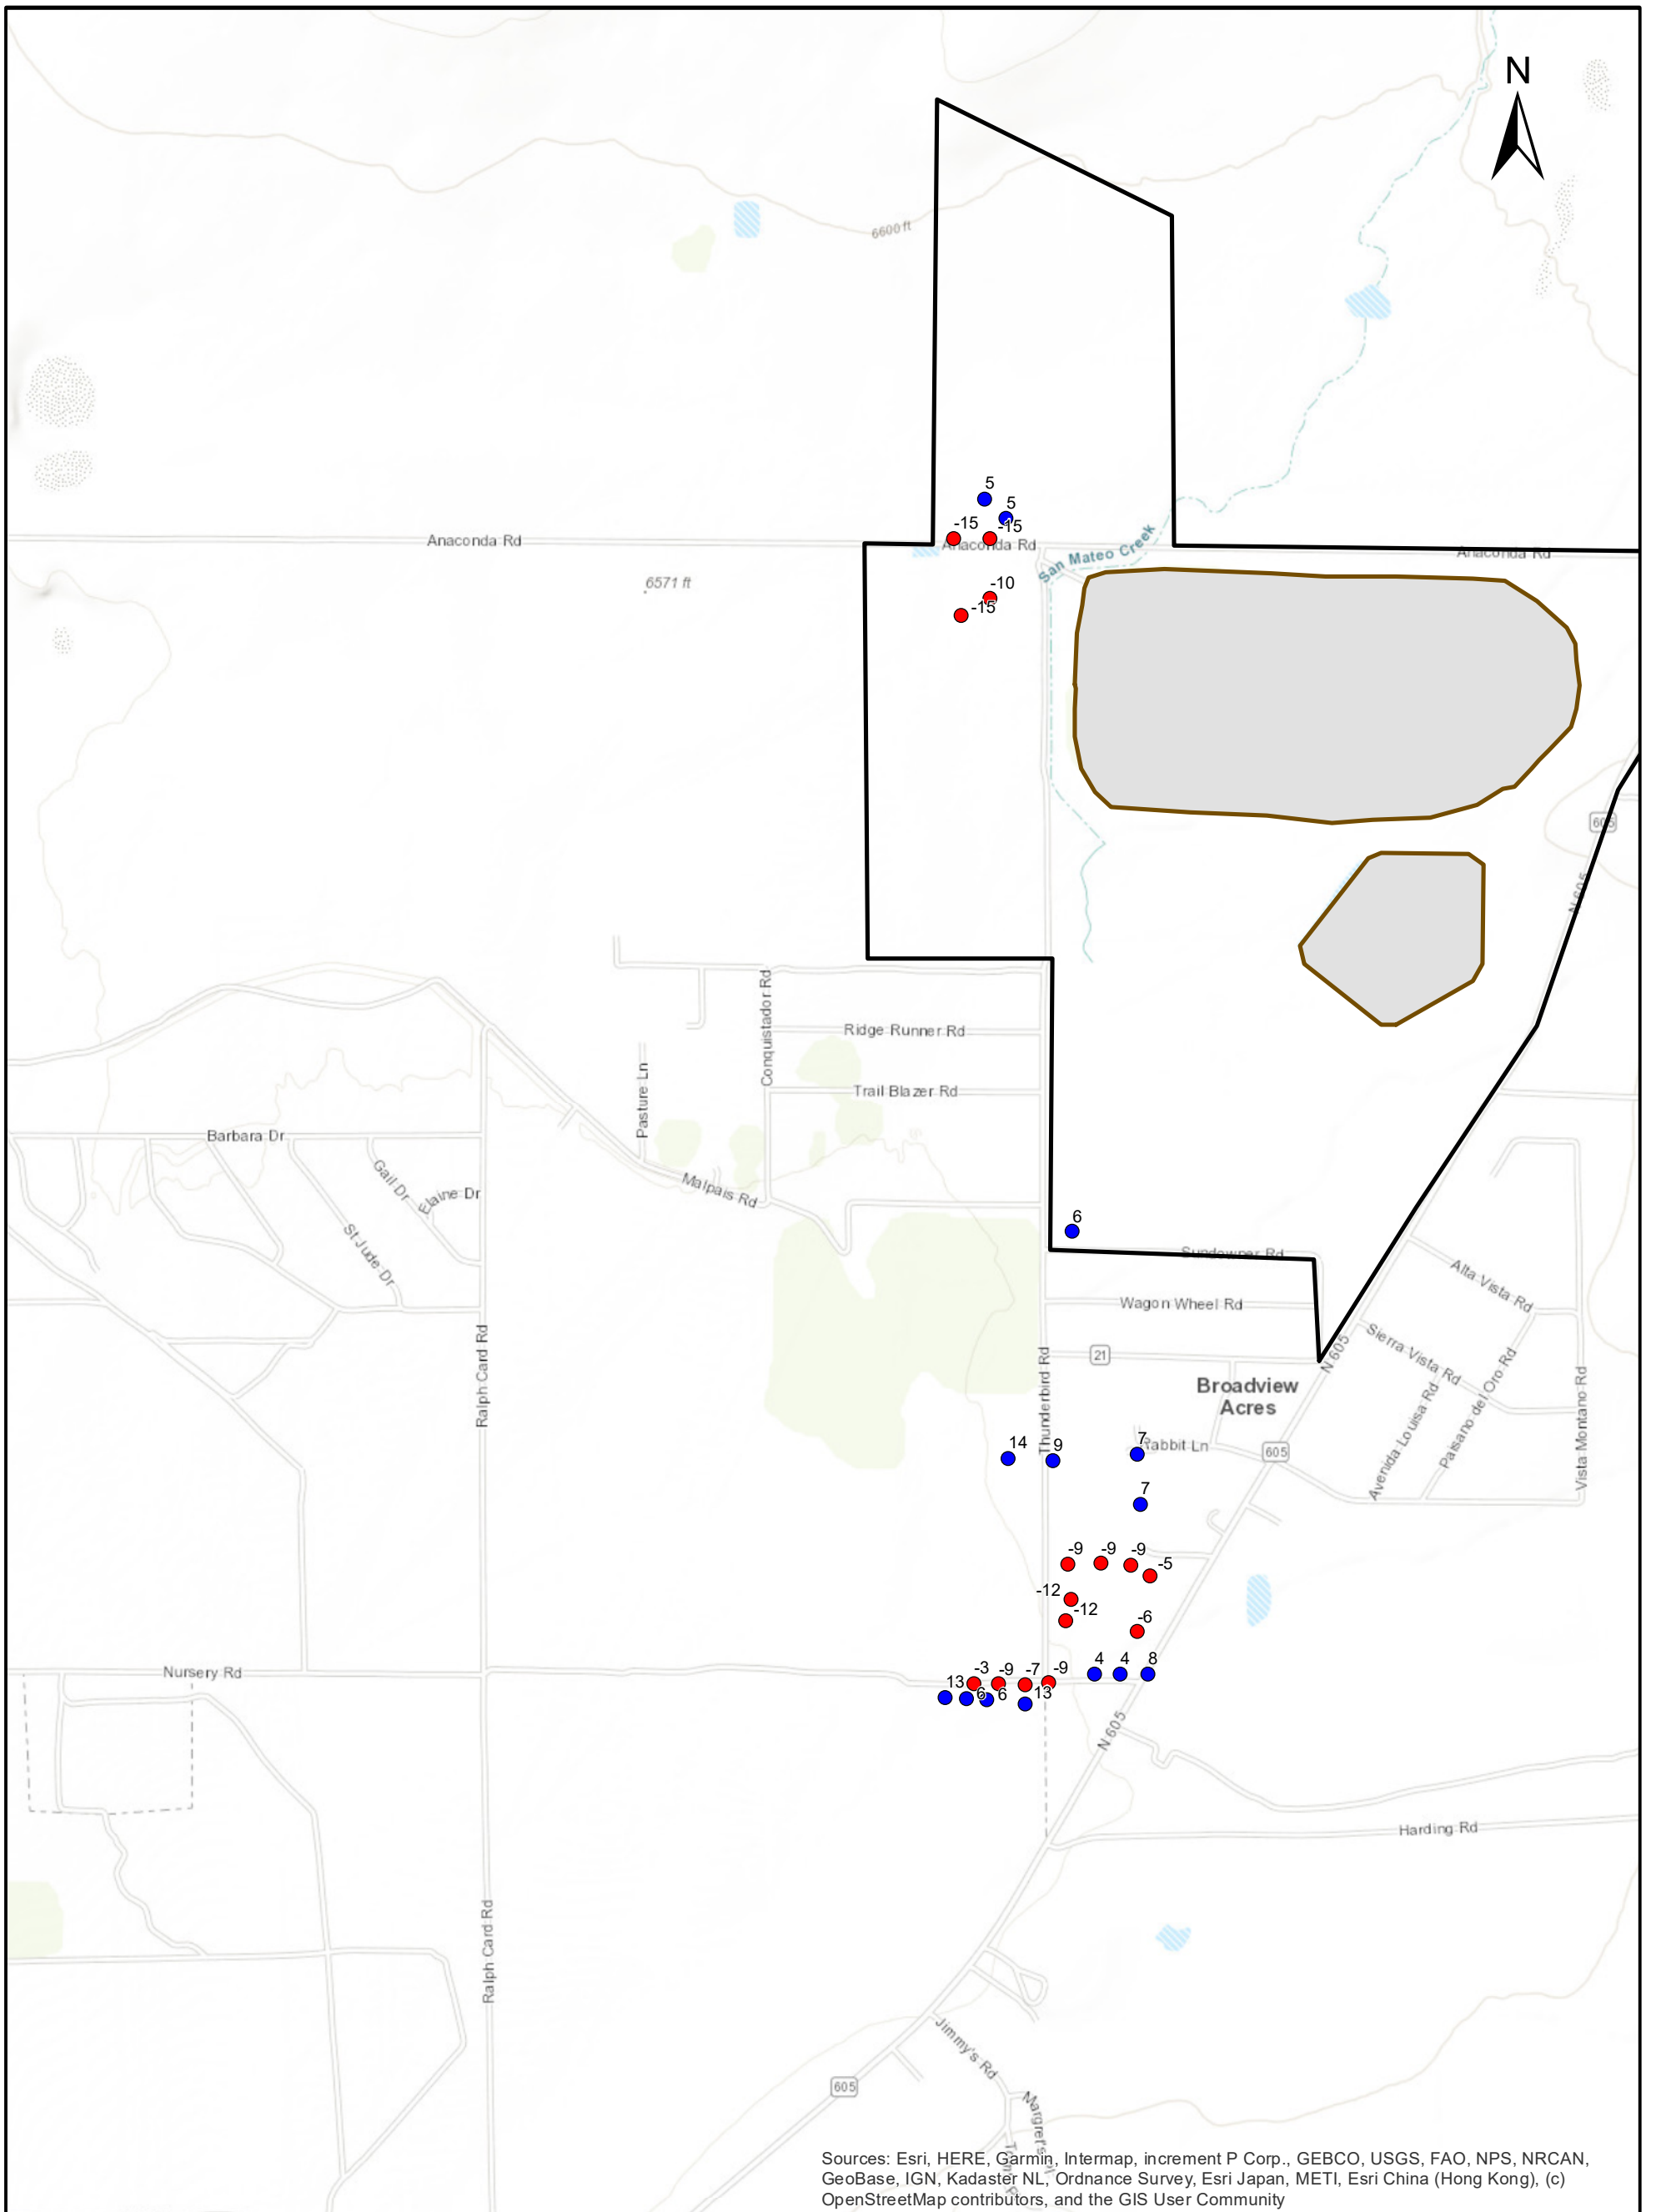 N
6600 ft
5
5
-15
-15
Anaconda Rd
Anaconda Rd
Anaconda Rd
San Mateo Creek
6571 ft
-10
-15
605
N 605
Conquistador Rd
Ridge Runner Rd
Pasture Ln
Trail Blazer Rd
Barbara Dr
Gail Dr
Elaine Dr
Malpais Rd
St Jude Dr
6
Sundowner Rd
Alta Vista Rd
Wagon Wheel Rd
Sierra Vista Rd
N 605
21
Ralph Card Rd
Thunderbird Rd
Broadview
Acres
Paisano del Oro Rd
Avenida Louisa Rd
Vista Montano Rd
14
9
7
Rabbit Ln
605
7
-9
-9
-9
-5
-12
-12
-6
Nursery Rd
4
4
8
-3
-9
-7
-9
13
6
6
13
N 605
Harding Rd
Ralph Card Rd
Jimmy's Rd
605
Margret's
Sources: Esri, HERE, Garmin, Intermap, increment P Corp., GEBCO, USGS, FAO, NPS, NRCAN,
GeoBase, IGN, Kadaster NL, Ordnance Survey, Esri Japan, METI, Esri China (Hong Kong), (c)
OpenStreetMap contributors, and the GIS User Community